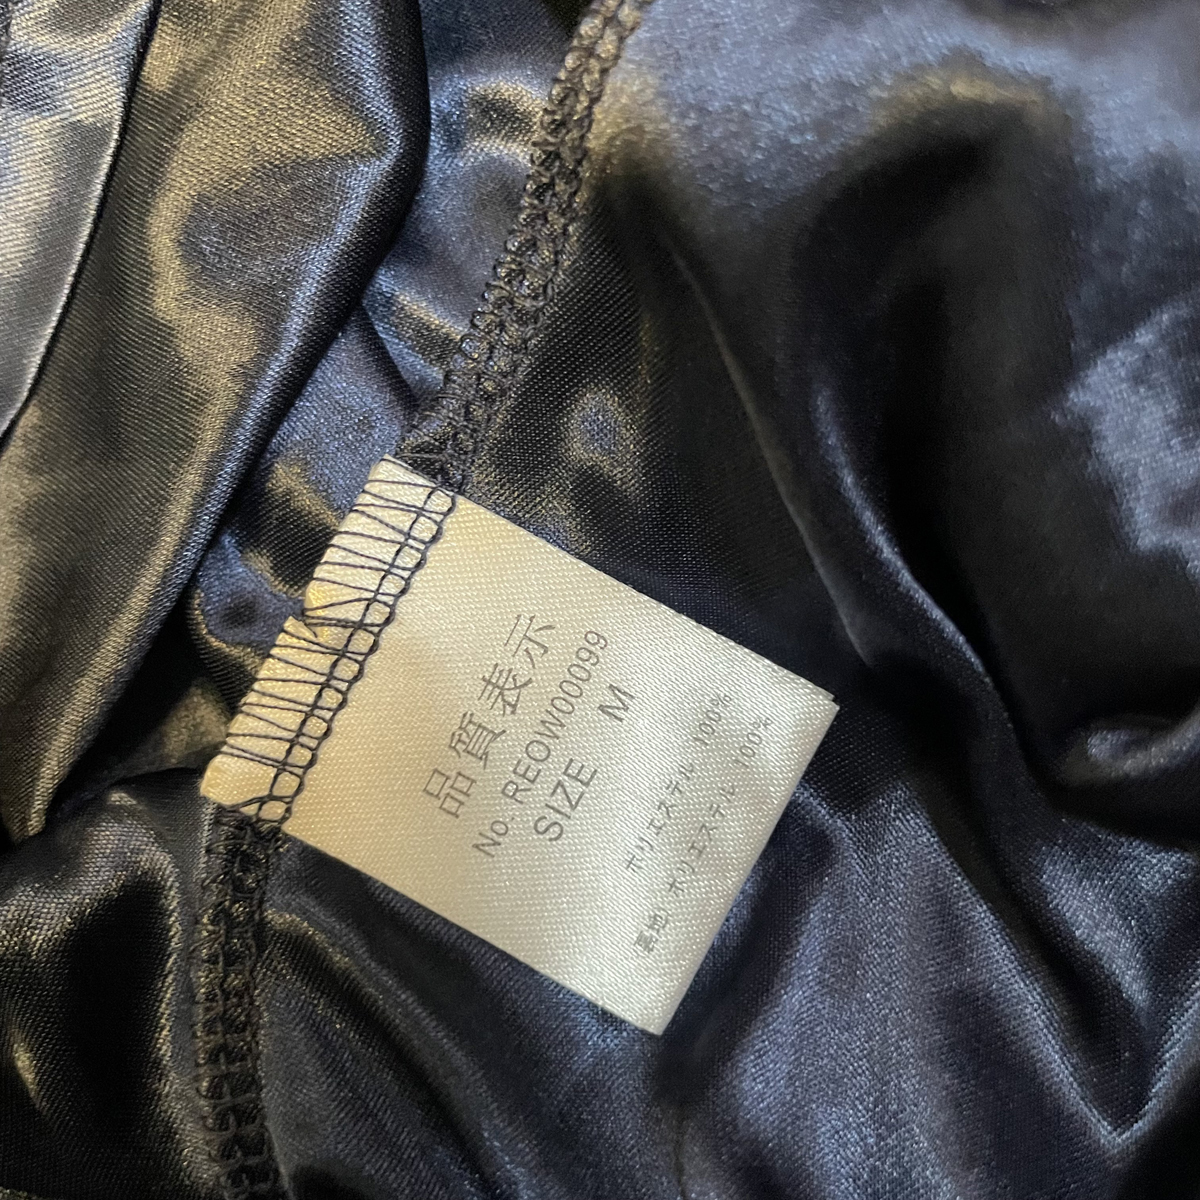 品質表示
No. REOW000099
SIZE M
ポリエステル 100%
裏地 ポリエステル 100%